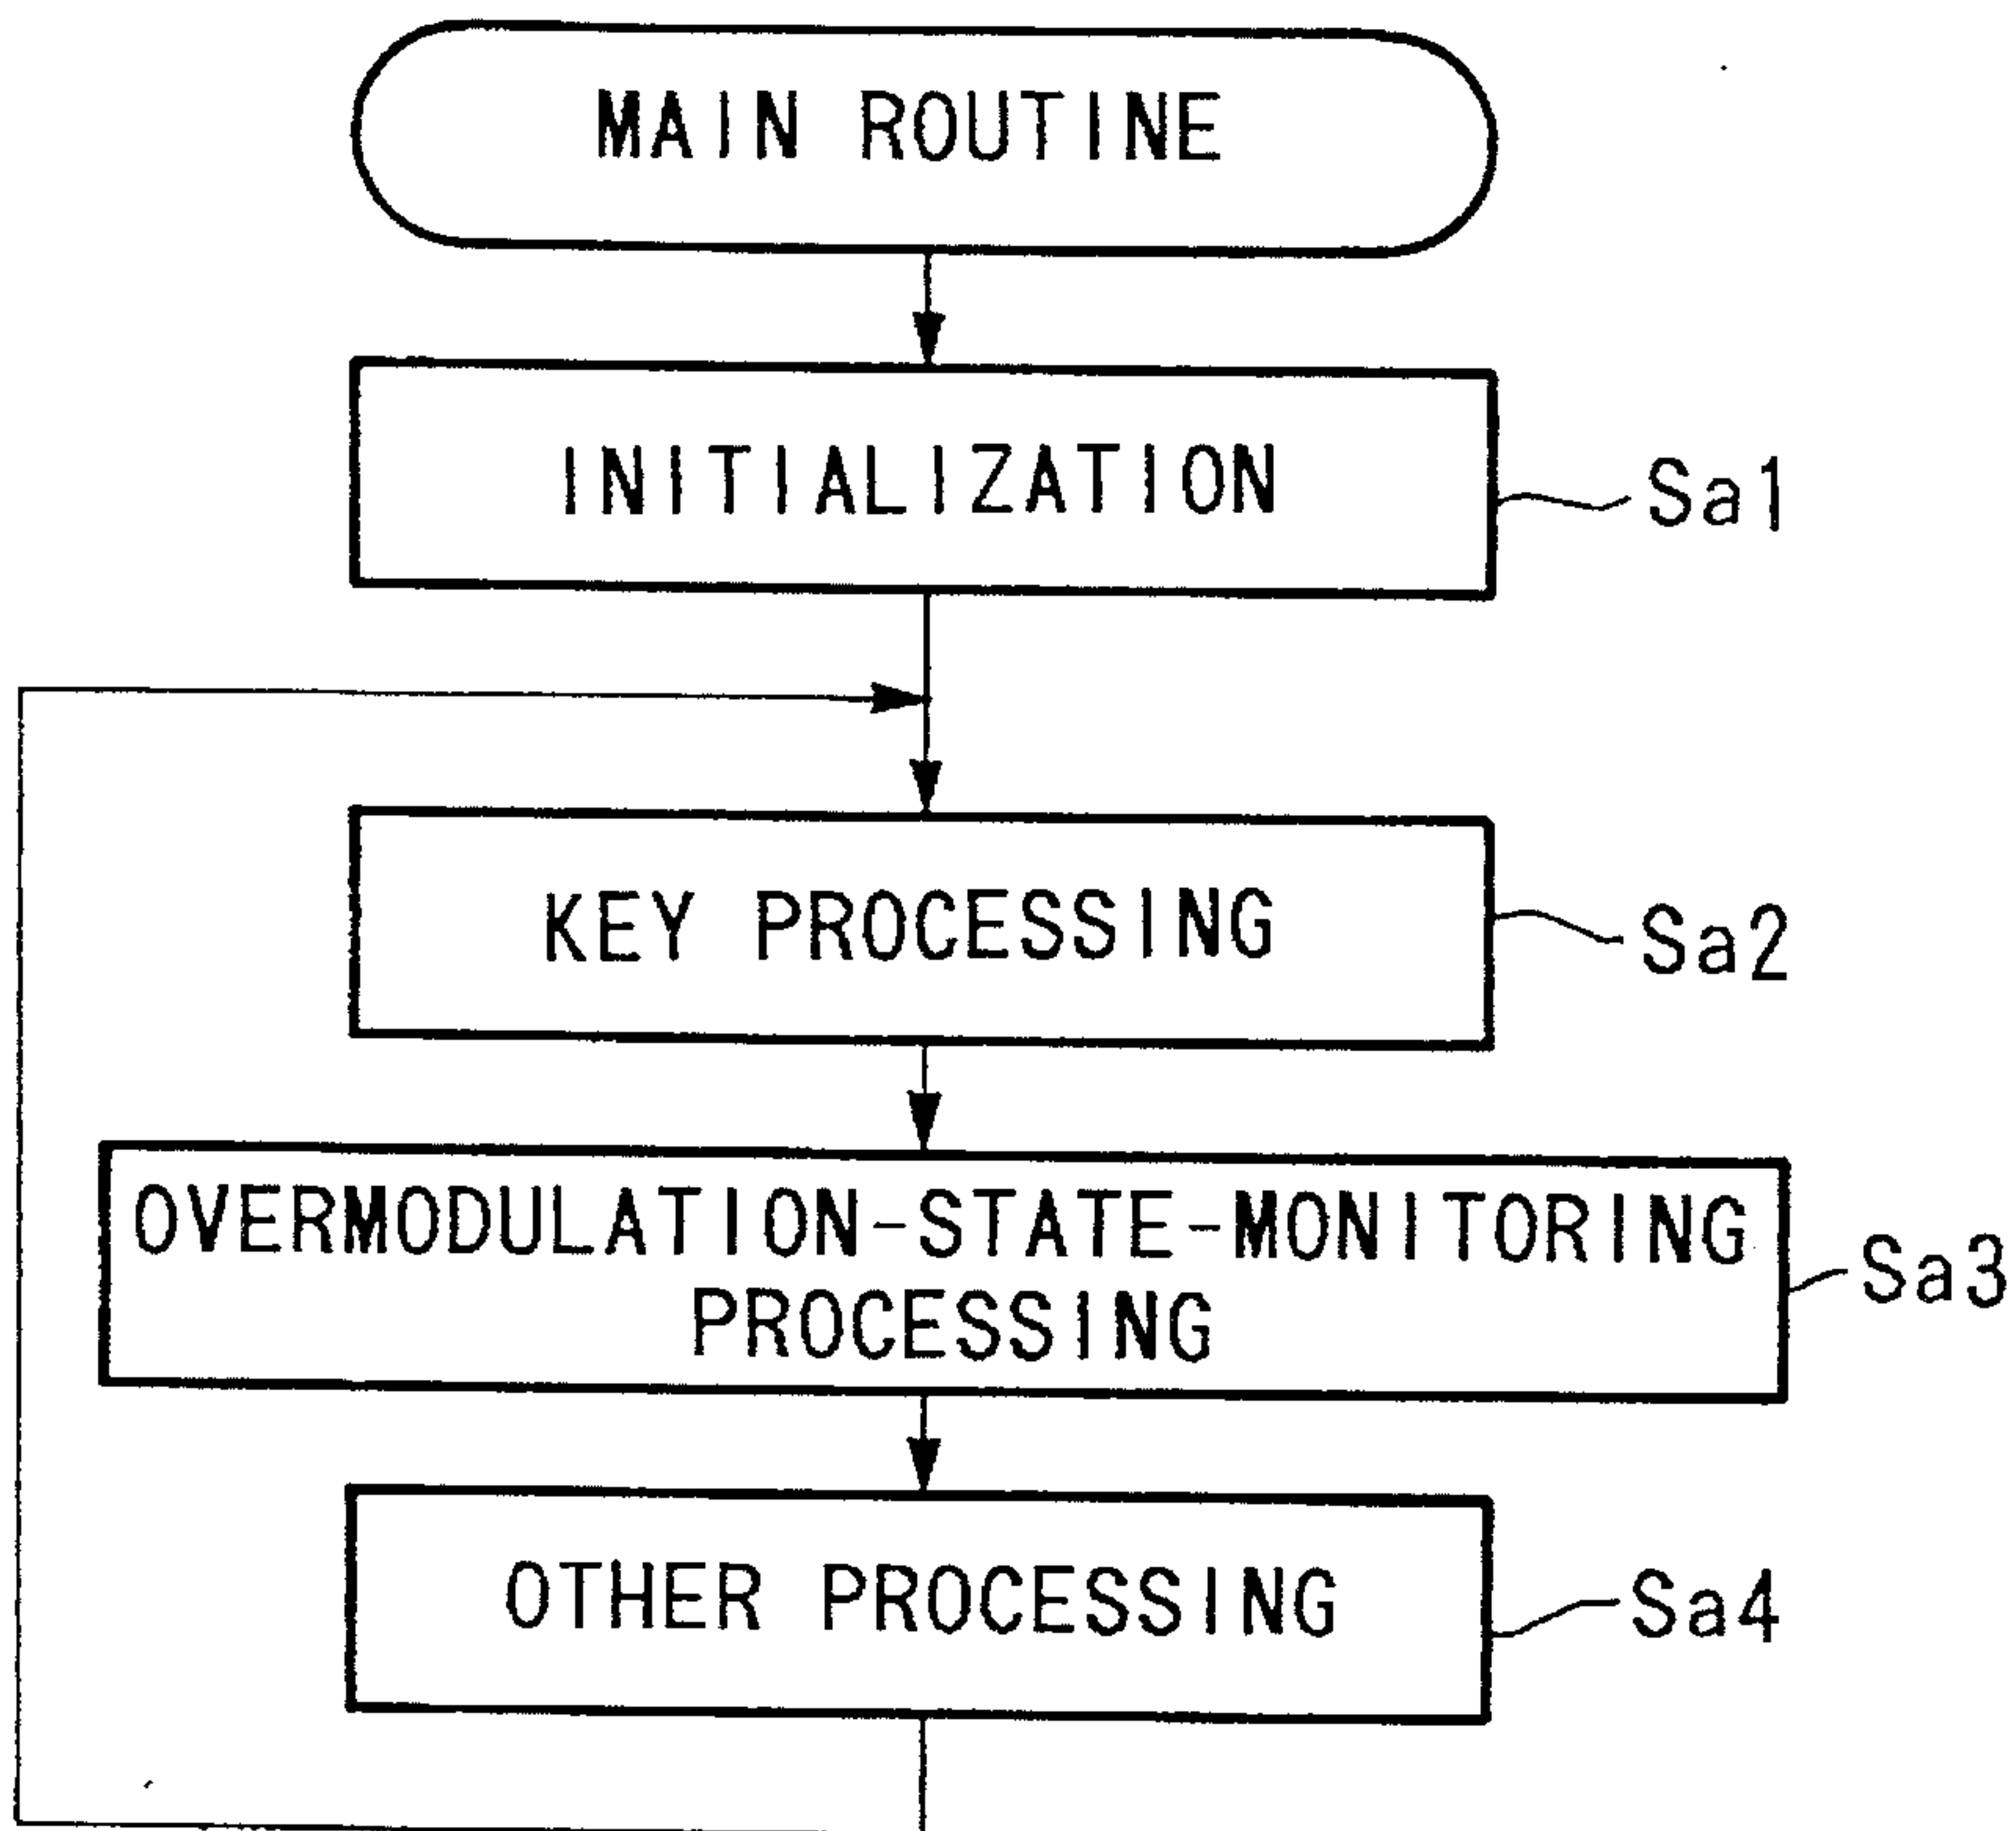 MAIN ROUTINE
INITIALIZATION
Sa1
KEY PROCESSING
Sa2
OVERMODULATION-STATE-MONITORING
PROCESSING
Sa3
OTHER PROCESSING
Sa4